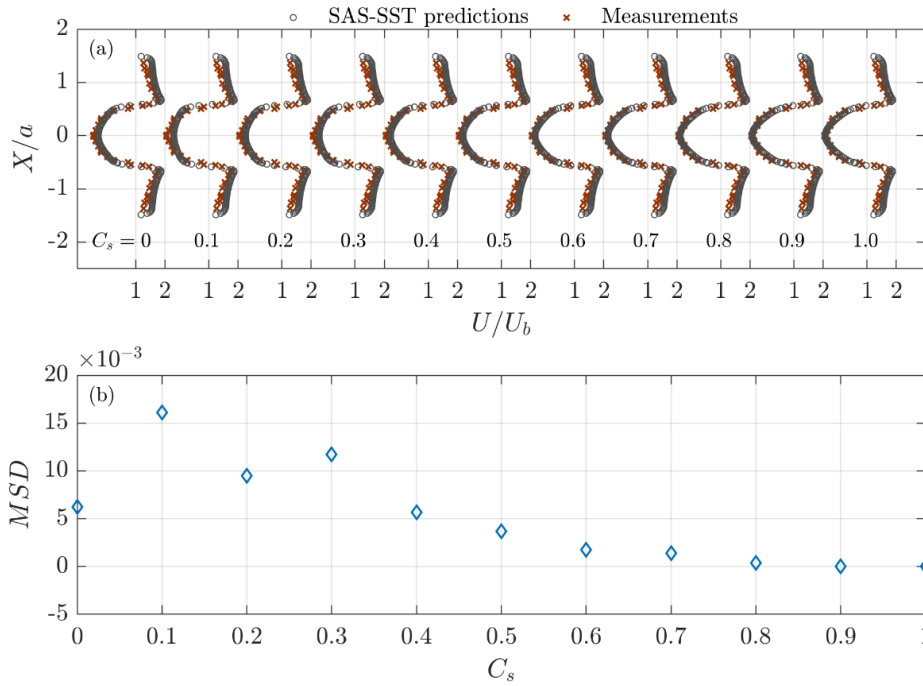 SAS-SST predictions Measurements
(a)
2
1
0
-1
-2
X/a
C_s = 0 0.1 0.2 0.3 0.4 0.5 0.6 0.7 0.8 0.9 1.0
1 2 1 2 1 2 1 2 1 2 1 2 1 2 1 2 1 2 1 2 1 2
U/U_b
×10⁻³
(b)
20
15
10
5
0
-5
MSD
0 0.1 0.2 0.3 0.4 0.5 0.6 0.7 0.8 0.9 1
C_s